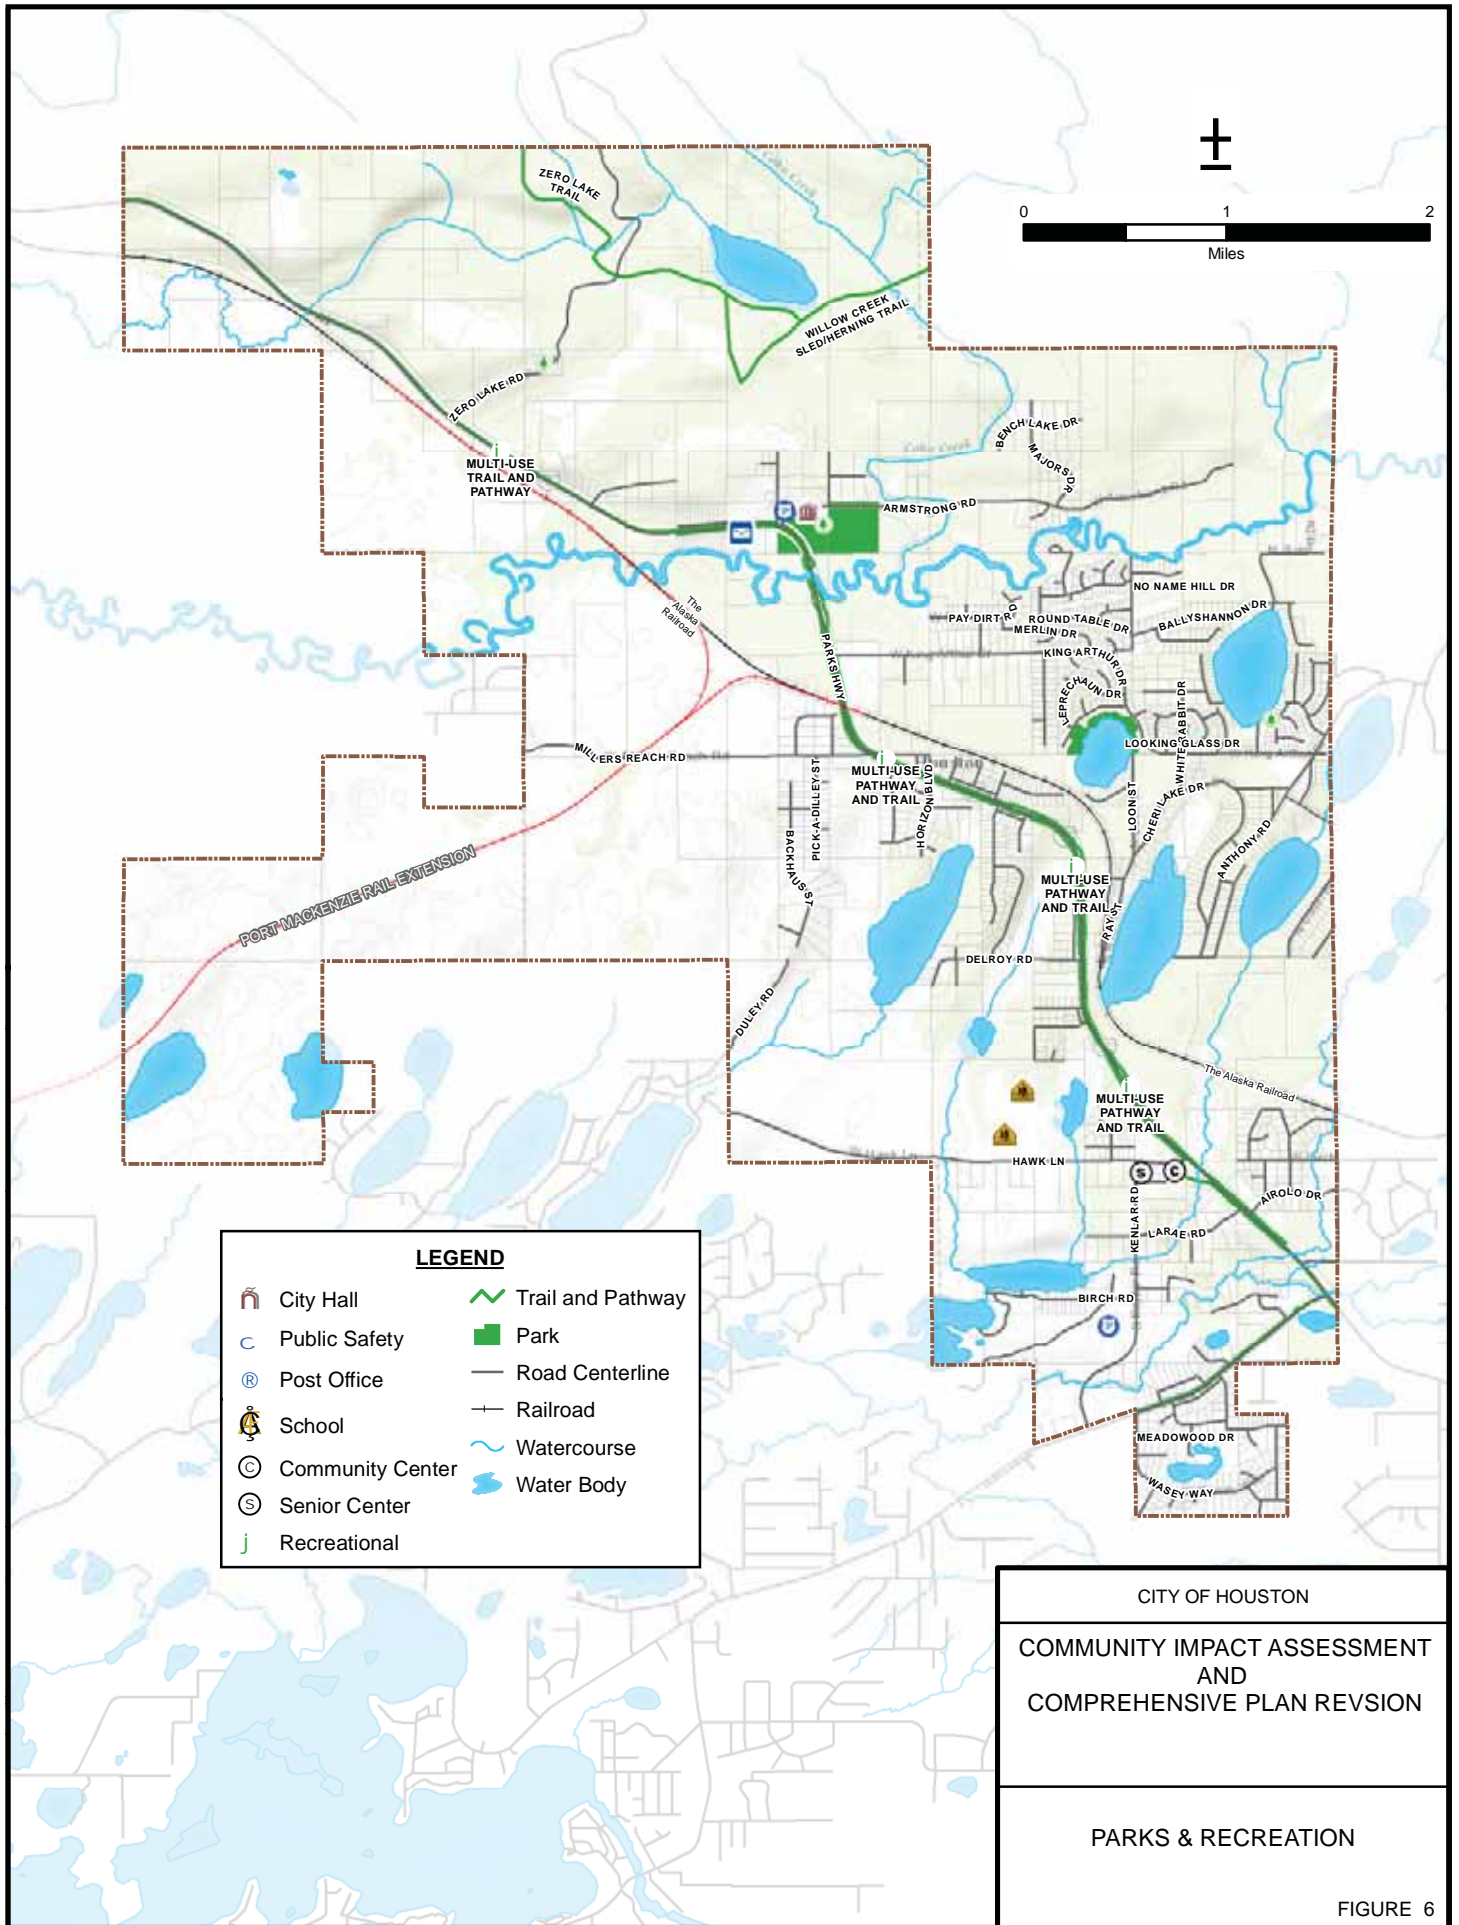 0 1 2
Miles
ZERO LAKE
TRAIL
Coho Creek
WILLOW CREEK
SLED/HERNING TRAIL
ZERO LAKE RD
MULTI-USE
TRAIL AND
PATHWAY
BENCH LAKE DR
MAJORS DR
ARMSTRONG RD
The
Alaska
Railroad
NO NAME HILL DR
PAY DIRT RD
ROUND TABLE DR
MERLIN DR
BALLYSHANNON DR
KING ARTHUR DR
LEPRECHAUN DR
PARKS HWY
WHITE RABBIT DR
LOOKING GLASS DR
MILLERS REACH RD
Houston
MULTI-USE
PATHWAY
AND TRAIL
PICK-A-DILLEY ST
HORIZON BLVD
LOON ST
CHERI LAKE DR
ANTHONY RD
BACKHAUS ST
PORT MACKENZIE RAIL EXTENSION
MULTI-USE
PATHWAY
AND TRAIL
RAY ST
DELROY RD
DULEY RD
The Alaska Railroad
MULTI-USE
PATHWAY
AND TRAIL
HAWK LN
S C
KENLAR RD
AIROLO DR
LARAE RD
BIRCH RD
MEADOWOOD DR
WASEY WAY
LEGEND
City Hall
C Public Safety
® Post Office
School
C Community Center
S Senior Center
j Recreational
Trail and Pathway
Park
Road Centerline
Railroad
Watercourse
Water Body
CITY OF HOUSTON
COMMUNITY IMPACT ASSESSMENT
AND
COMPREHENSIVE PLAN REVSION
PARKS & RECREATION
FIGURE 6